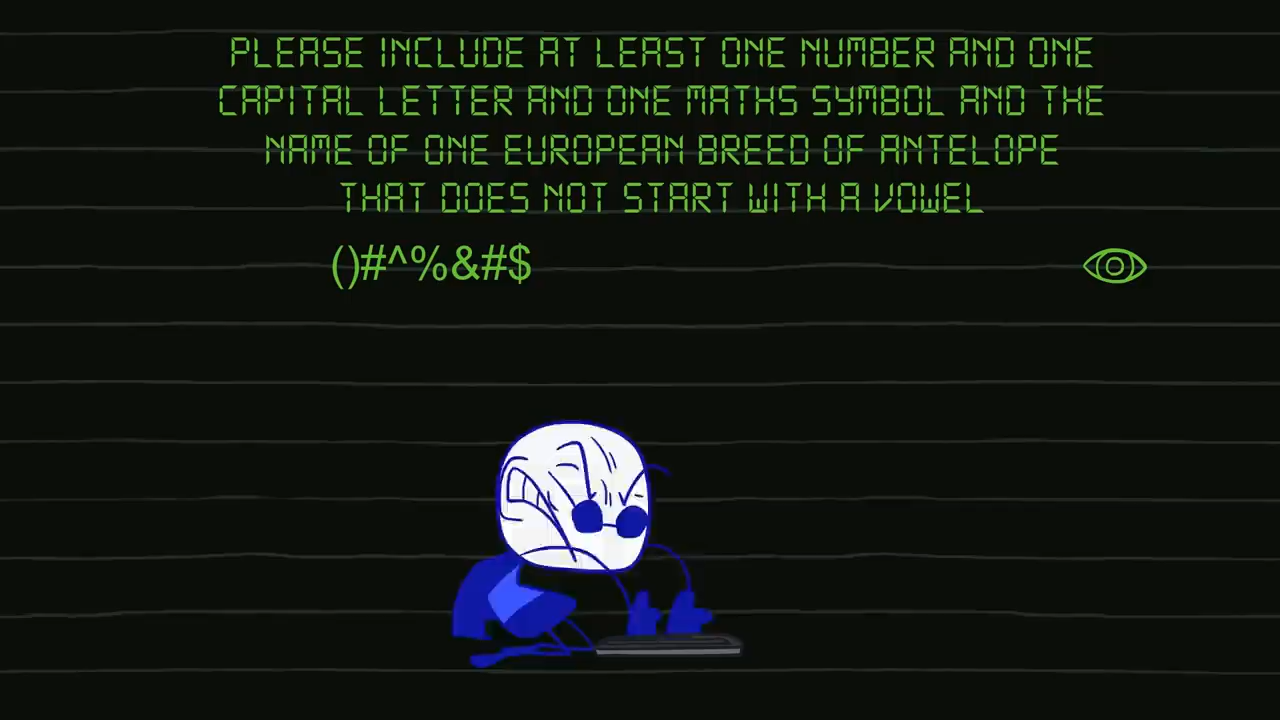 PLEASE INCLUDE AT LEAST ONE NUMBER AND ONE
CAPITAL LETTER AND ONE MATHS SYMBOL AND THE
NAME OF ONE EUROPEAN BREED OF ANTELOPE
THAT DOES NOT START WITH A VOWEL
()#^%&#$